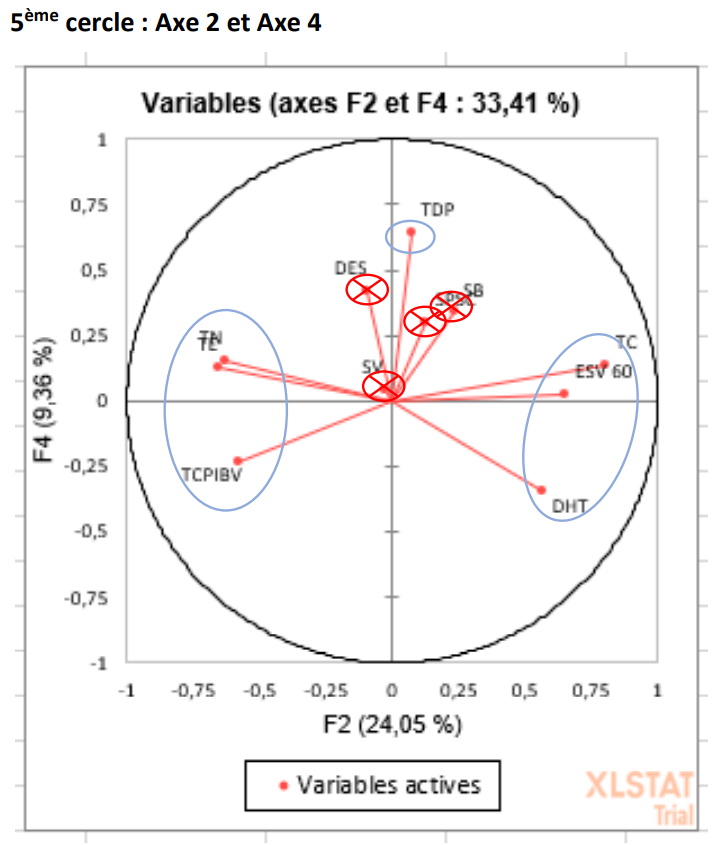 5ème cercle : Axe 2 et Axe 4
Variables (axes F2 et F4 : 33,41 %)
1
TDP
0,75
DES
0,5
SB
TN
0,25
TC
TE
SV
ESV 60
0
TCPIBV
-0,25
DHT
-0,5
-0,75
-1
F4 (9,36 %)
-1 -0,75 -0,5 -0,25 0 0,25 0,5 0,75 1
F2 (24,05 %)
Variables actives
XLSTAT
Trial